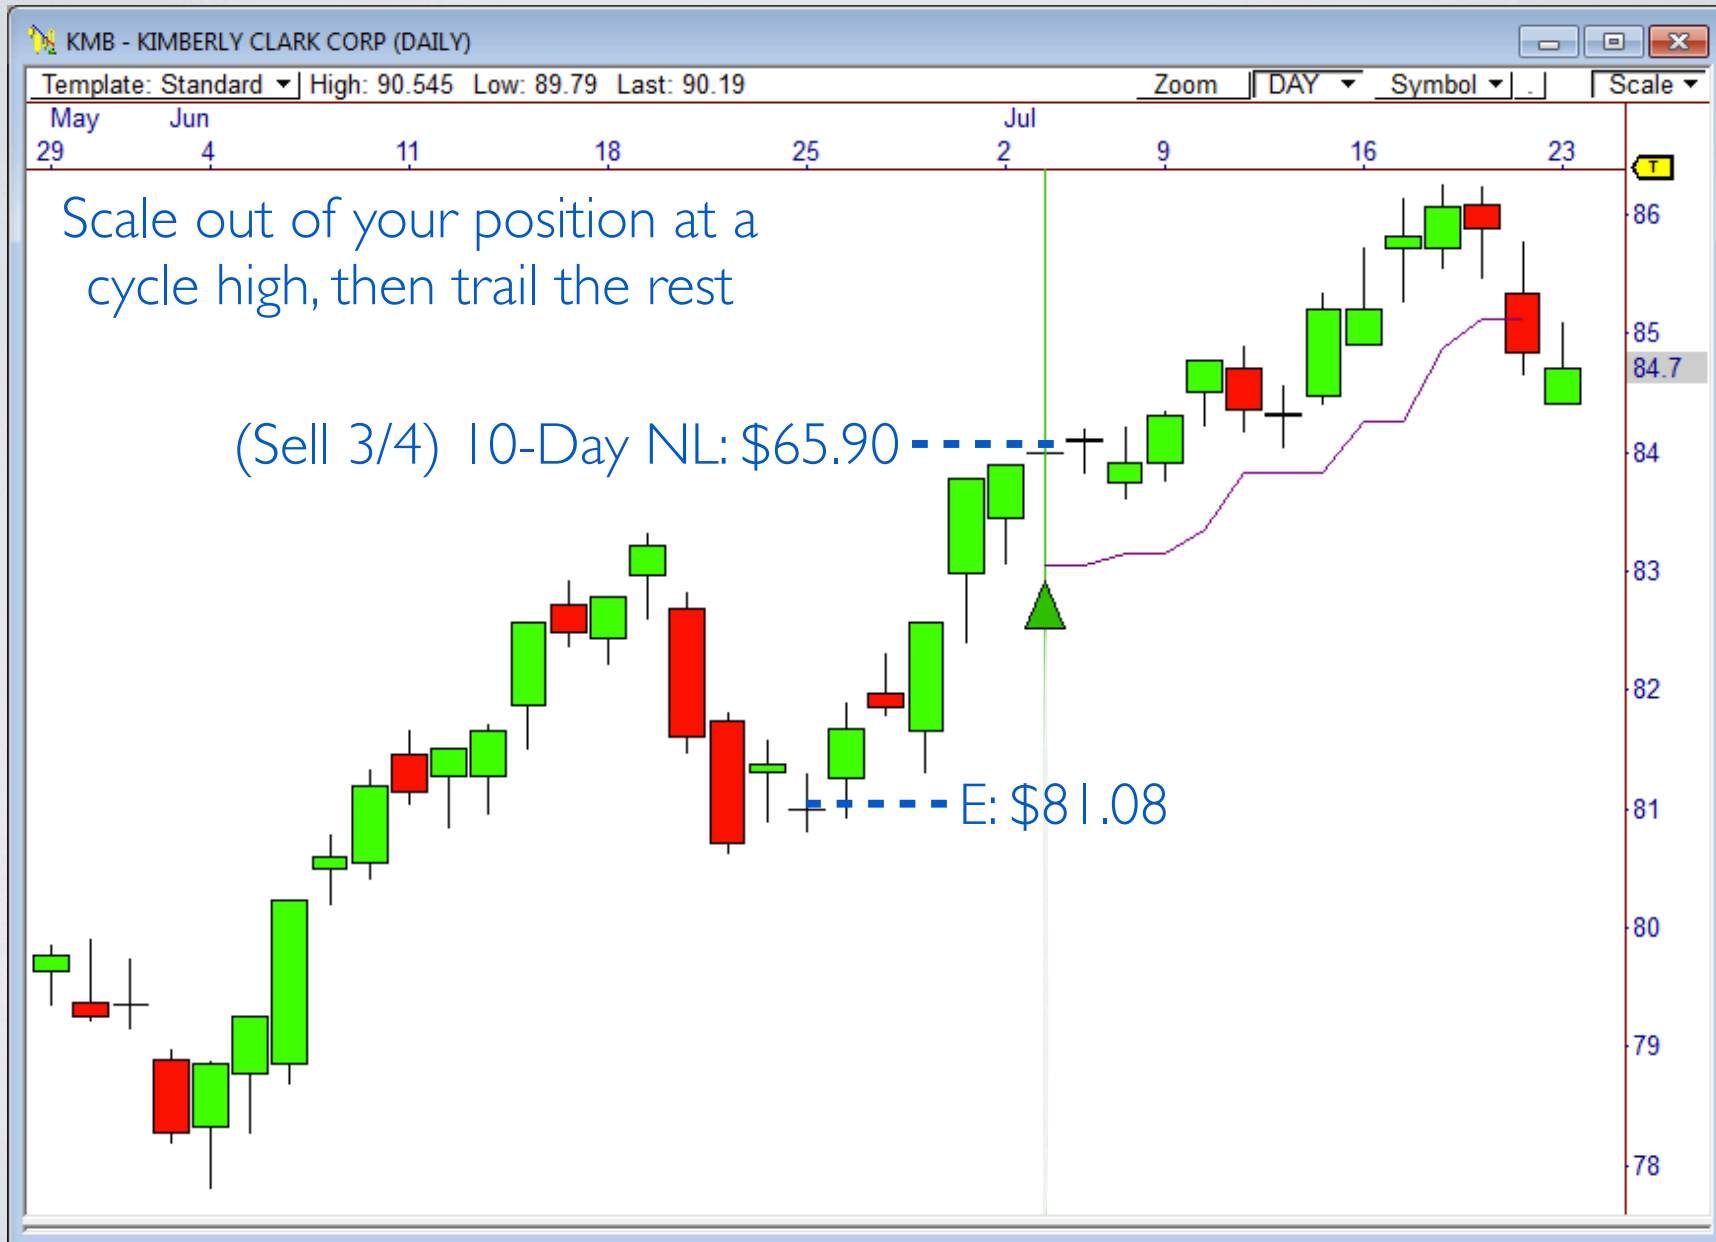 KMB - KIMBERLY CLARK CORP (DAILY)
Template: Standard High: 90.545 Low: 89.79 Last: 90.19 Zoom DAY Symbol . Scale
May Jun Jul
29 4 11 18 25 2 9 16 23
T
Scale out of your position at a
cycle high, then trail the rest
86
85
84.7
(Sell 3/4) 10-Day NL: $65.90
84
83
82
E: $81.08
81
80
79
78